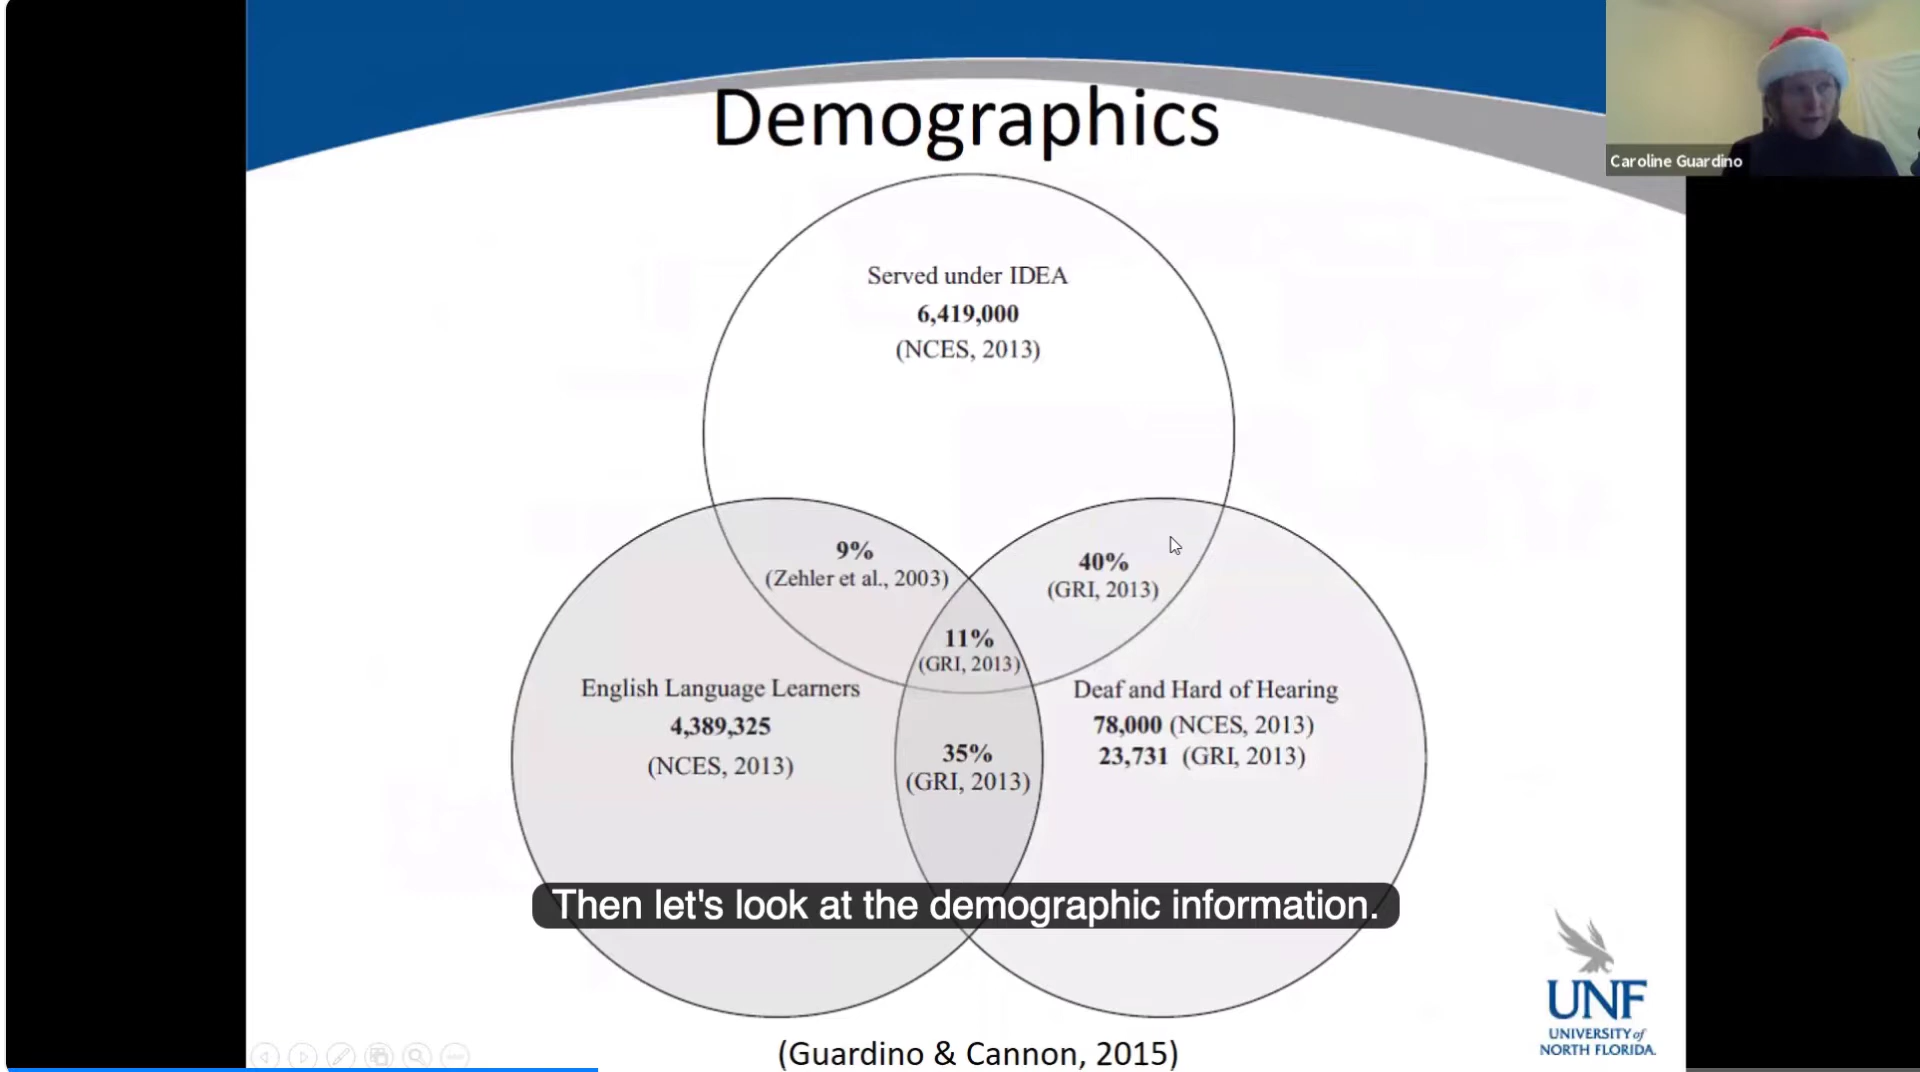 Demographics
Caroline Guardino
Served under IDEA
6,419,000
(NCES, 2013)
9%
(Zehler et al., 2003)
40%
(GRI, 2013)
11%
(GRI, 2013)
English Language Learners
4,389,325
(NCES, 2013)
Deaf and Hard of Hearing
78,000 (NCES, 2013)
23,731 (GRI, 2013)
35%
(GRI, 2013)
Then let's look at the demographic information.
UNF
UNIVERSITY of
NORTH FLORIDA.
(Guardino & Cannon, 2015)